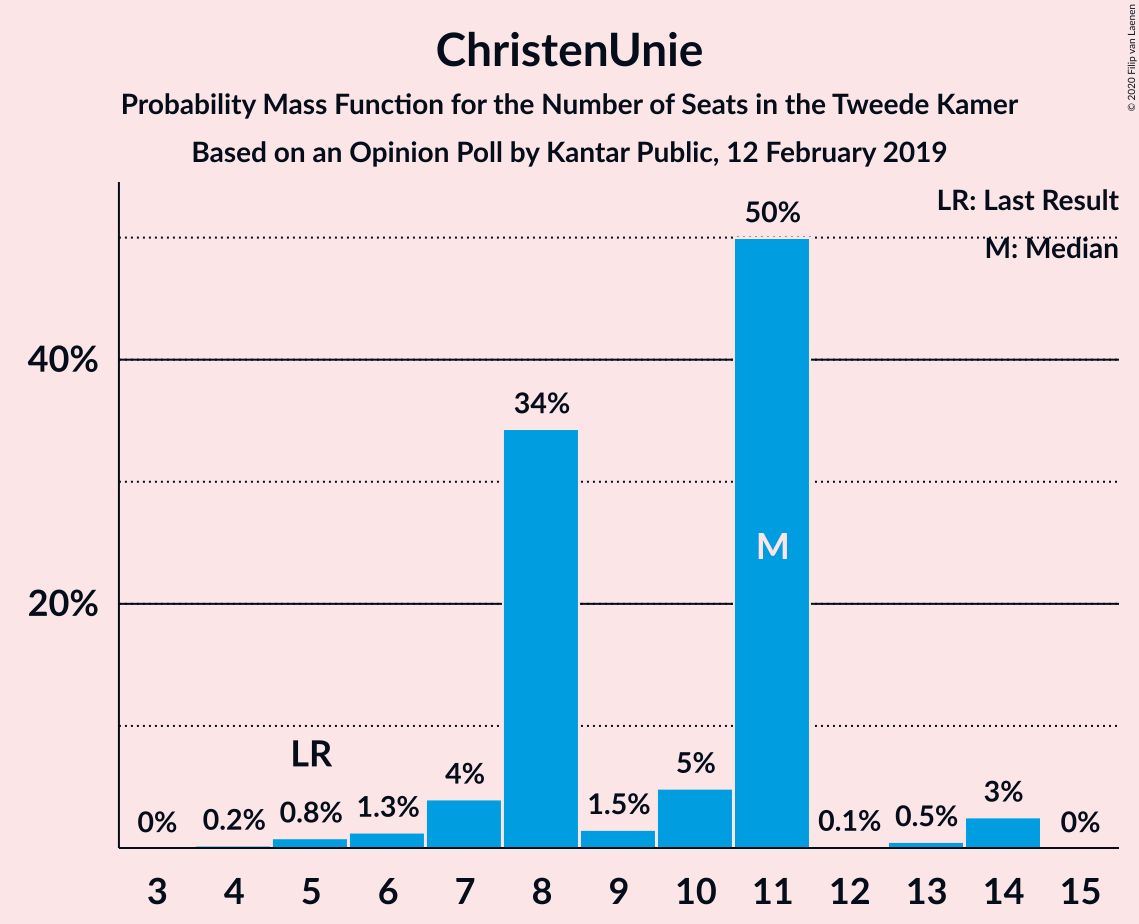 ChristenUnie
Probability Mass Function for the Number of Seats in the Tweede Kamer
Based on an Opinion Poll by Kantar Public, 12 February 2019
© 2020 Filip van Laenen
LR: Last Result
M: Median
50%
40%
34%
M
20%
LR
0%
0.2%
0.8%
1.3%
4%
1.5%
5%
0.1%
0.5%
3%
0%
3 4 5 6 7 8 9 10 11 12 13 14 15